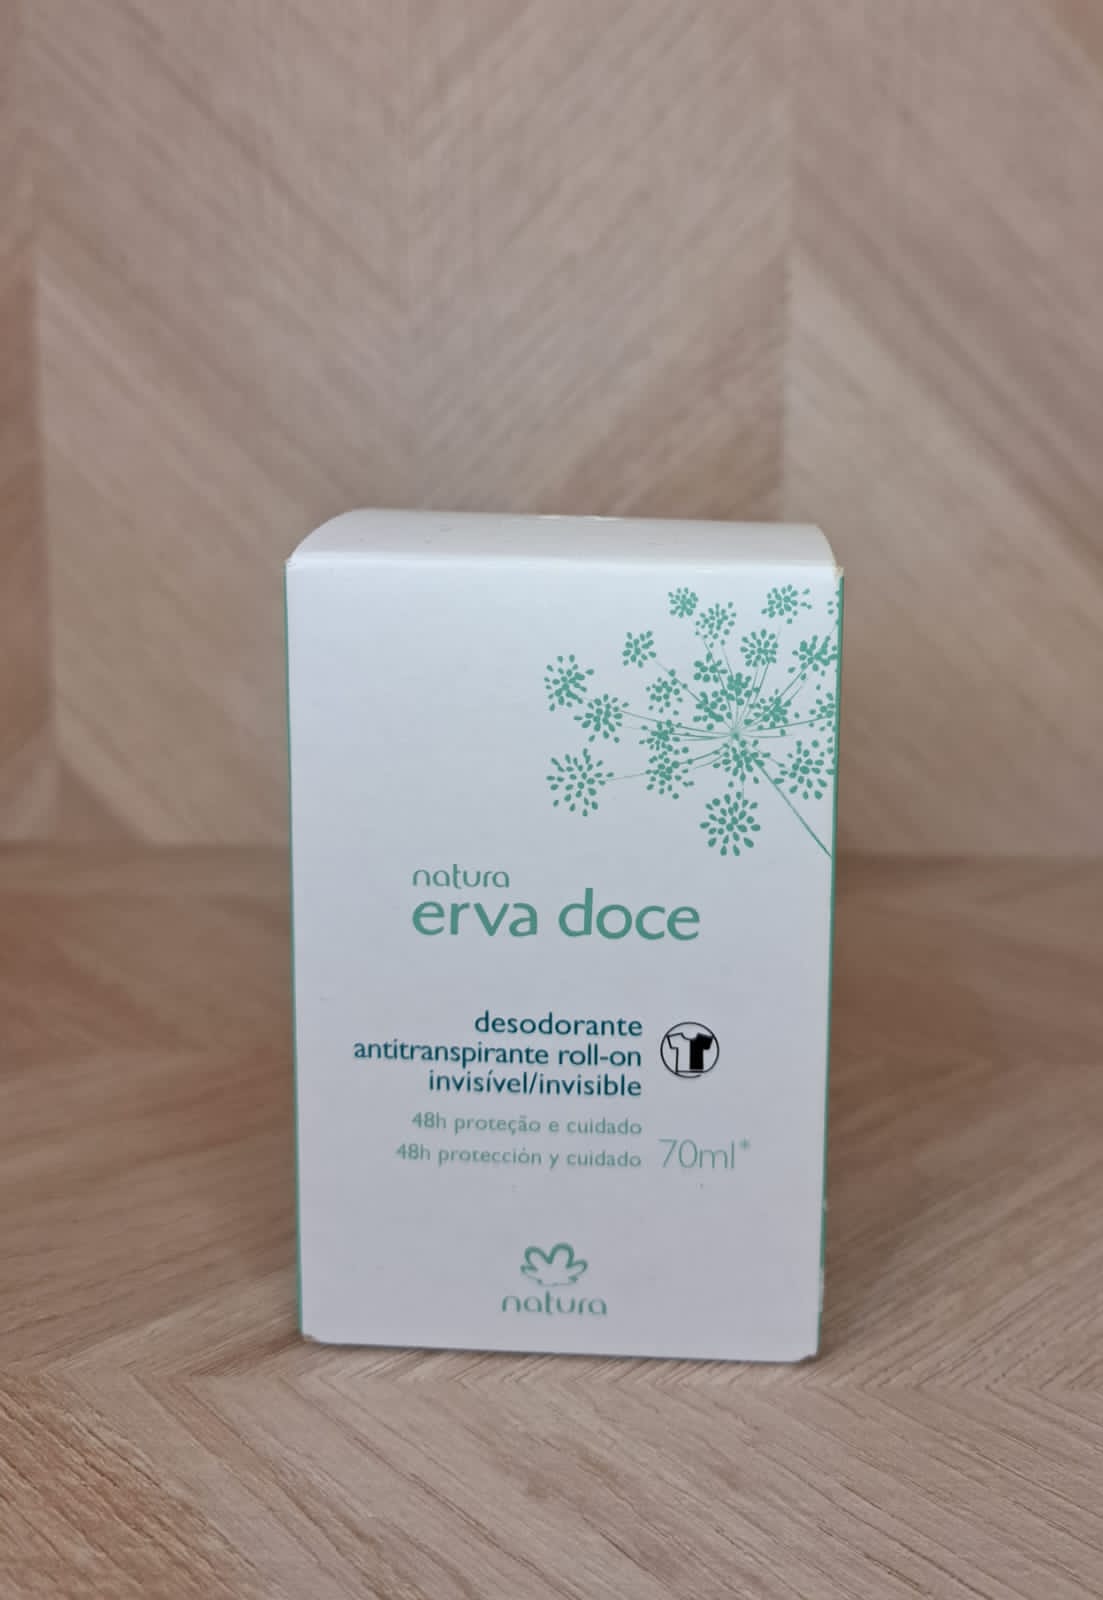 natura
erva doce
desodorante
antitranspirante roll-on
invisível/invisible
48h proteção e cuidado
48h protección y cuidado
70ml*
natura